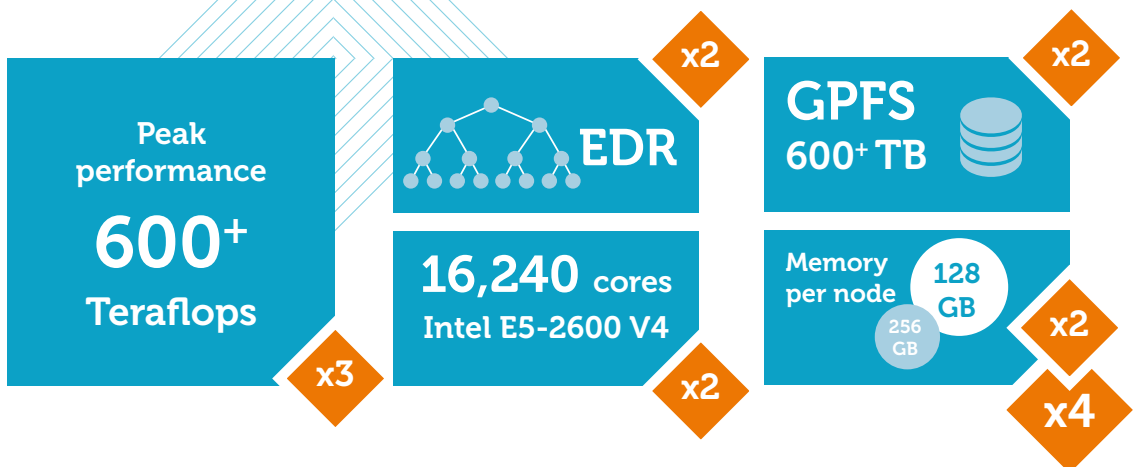 Peak
performance
600+
Teraflops
x3
EDR
x2
16,240 cores
Intel E5-2600 V4
x2
GPFS
600+ TB
x2
Memory
per node
128
GB
256
GB
x2
x4